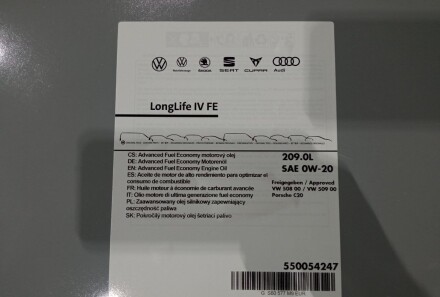 SKODA SEAT CUPRA Audi
LongLife IV FE
CS: Advanced Fuel Economy motorový olej
DE: Advanced Fuel Economy Motorenöl
EN: Advanced Fuel Economy Engine Oil
ES: Aceite de motor de alto rendimiento para optimizar el
consumo de combustible
FR: Huile moteur à économie de carburant avancée
IT: Olio motore di ultima generazione fuel economy
PL: Zaawansowany olej silnikowy zapewniający
oszczędność paliwa
SK: Pokročilý motorový olej šetriaci palivo
209.0L
SAE 0W-20
Freigegeben / Approved
VW 508 00 / VW 509 00
Porsche C20
550054247